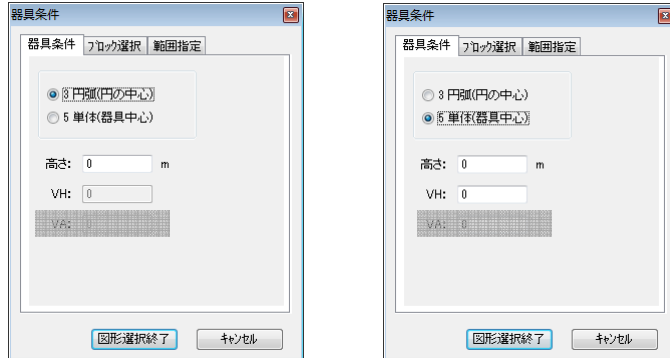 器具条件
器具条件 ブロック選択 範囲指定
3 円弧(円の中心)
5 単体(器具中心)
高さ: 0 m
VH: 0
VA: 0
図形選択終了 キャンセル
器具条件
器具条件 ブロック選択 範囲指定
3 円弧(円の中心)
5 単体(器具中心)
高さ: 0 m
VH: 0
VA: 0
図形選択終了 キャンセル